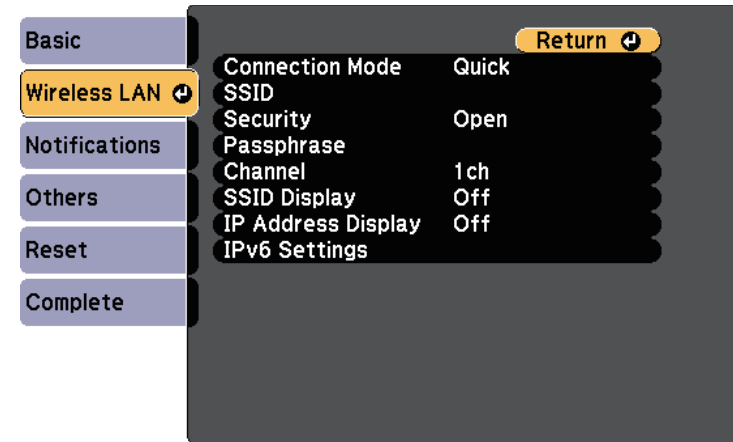 Basic
Wireless LAN
Notifications
Others
Reset
Complete
Return
Connection Mode Quick
SSID
Security Open
Passphrase
Channel 1ch
SSID Display Off
IP Address Display Off
IPv6 Settings